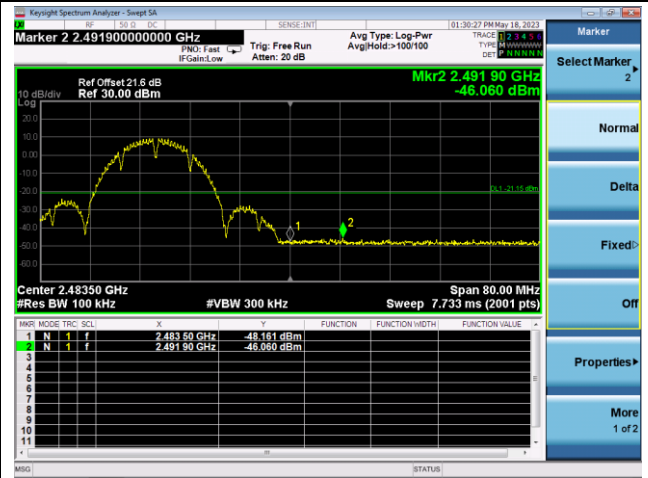 Keysight Spectrum Analyzer - Swept SA
RF 50 Ω DC SENSE:INT 01:30:27 PM May 18, 2023
Marker 2 2.491900000000 GHz
PNO: Fast
IFGain:Low
Trig: Free Run
Atten: 20 dB
Avg Type: Log-Pwr
Avg|Hold:>100/100
TRACE 1 2 3 4 5 6
TYPE M W W W W W
DET P N N N N N
Ref Offset 21.6 dB
10 dB/div Ref 30.00 dBm
Log
Mkr2 2.491 90 GHz
-46.060 dBm
20.0
10.0
0.00
-10.0
-20.0
-30.0
-40.0
-50.0
-60.0
DL1 -21.15 dBm
1
2
Center 2.48350 GHz
Span 80.00 MHz
#Res BW 100 kHz
#VBW 300 kHz
Sweep 7.733 ms (2001 pts)
MKR MODE TRC SCL X Y FUNCTION FUNCTION WIDTH FUNCTION VALUE
1 N 1 f 2.483 50 GHz -48.161 dBm
2 N 1 f 2.491 90 GHz -46.060 dBm
3
4
5
6
7
8
9
10
11
MSG
STATUS
Marker
Select Marker
2
Normal
Delta
Fixed
Off
Properties
More
1 of 2